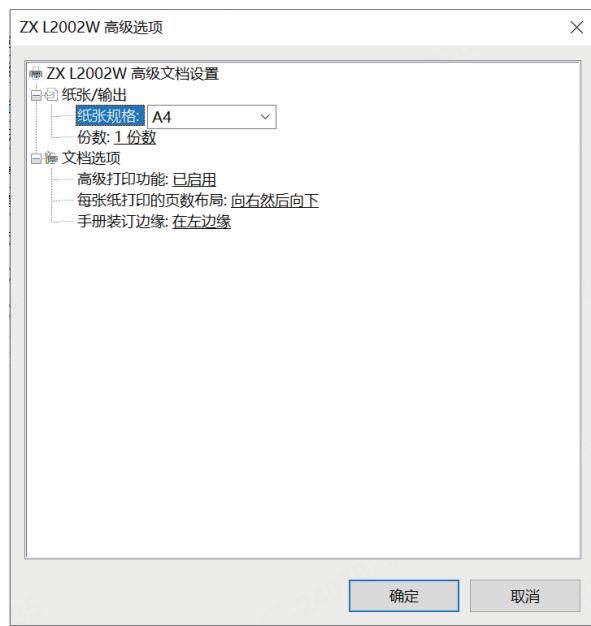 ZX L2002W 高级选项
ZX L2002W 高级文档设置
纸张/输出
纸张规格: A4
份数: 1 份数
文档选项
高级打印功能: 已启用
每张纸打印的页数布局: 向右然后向下
手册装订边缘: 在左边缘
确定 取消